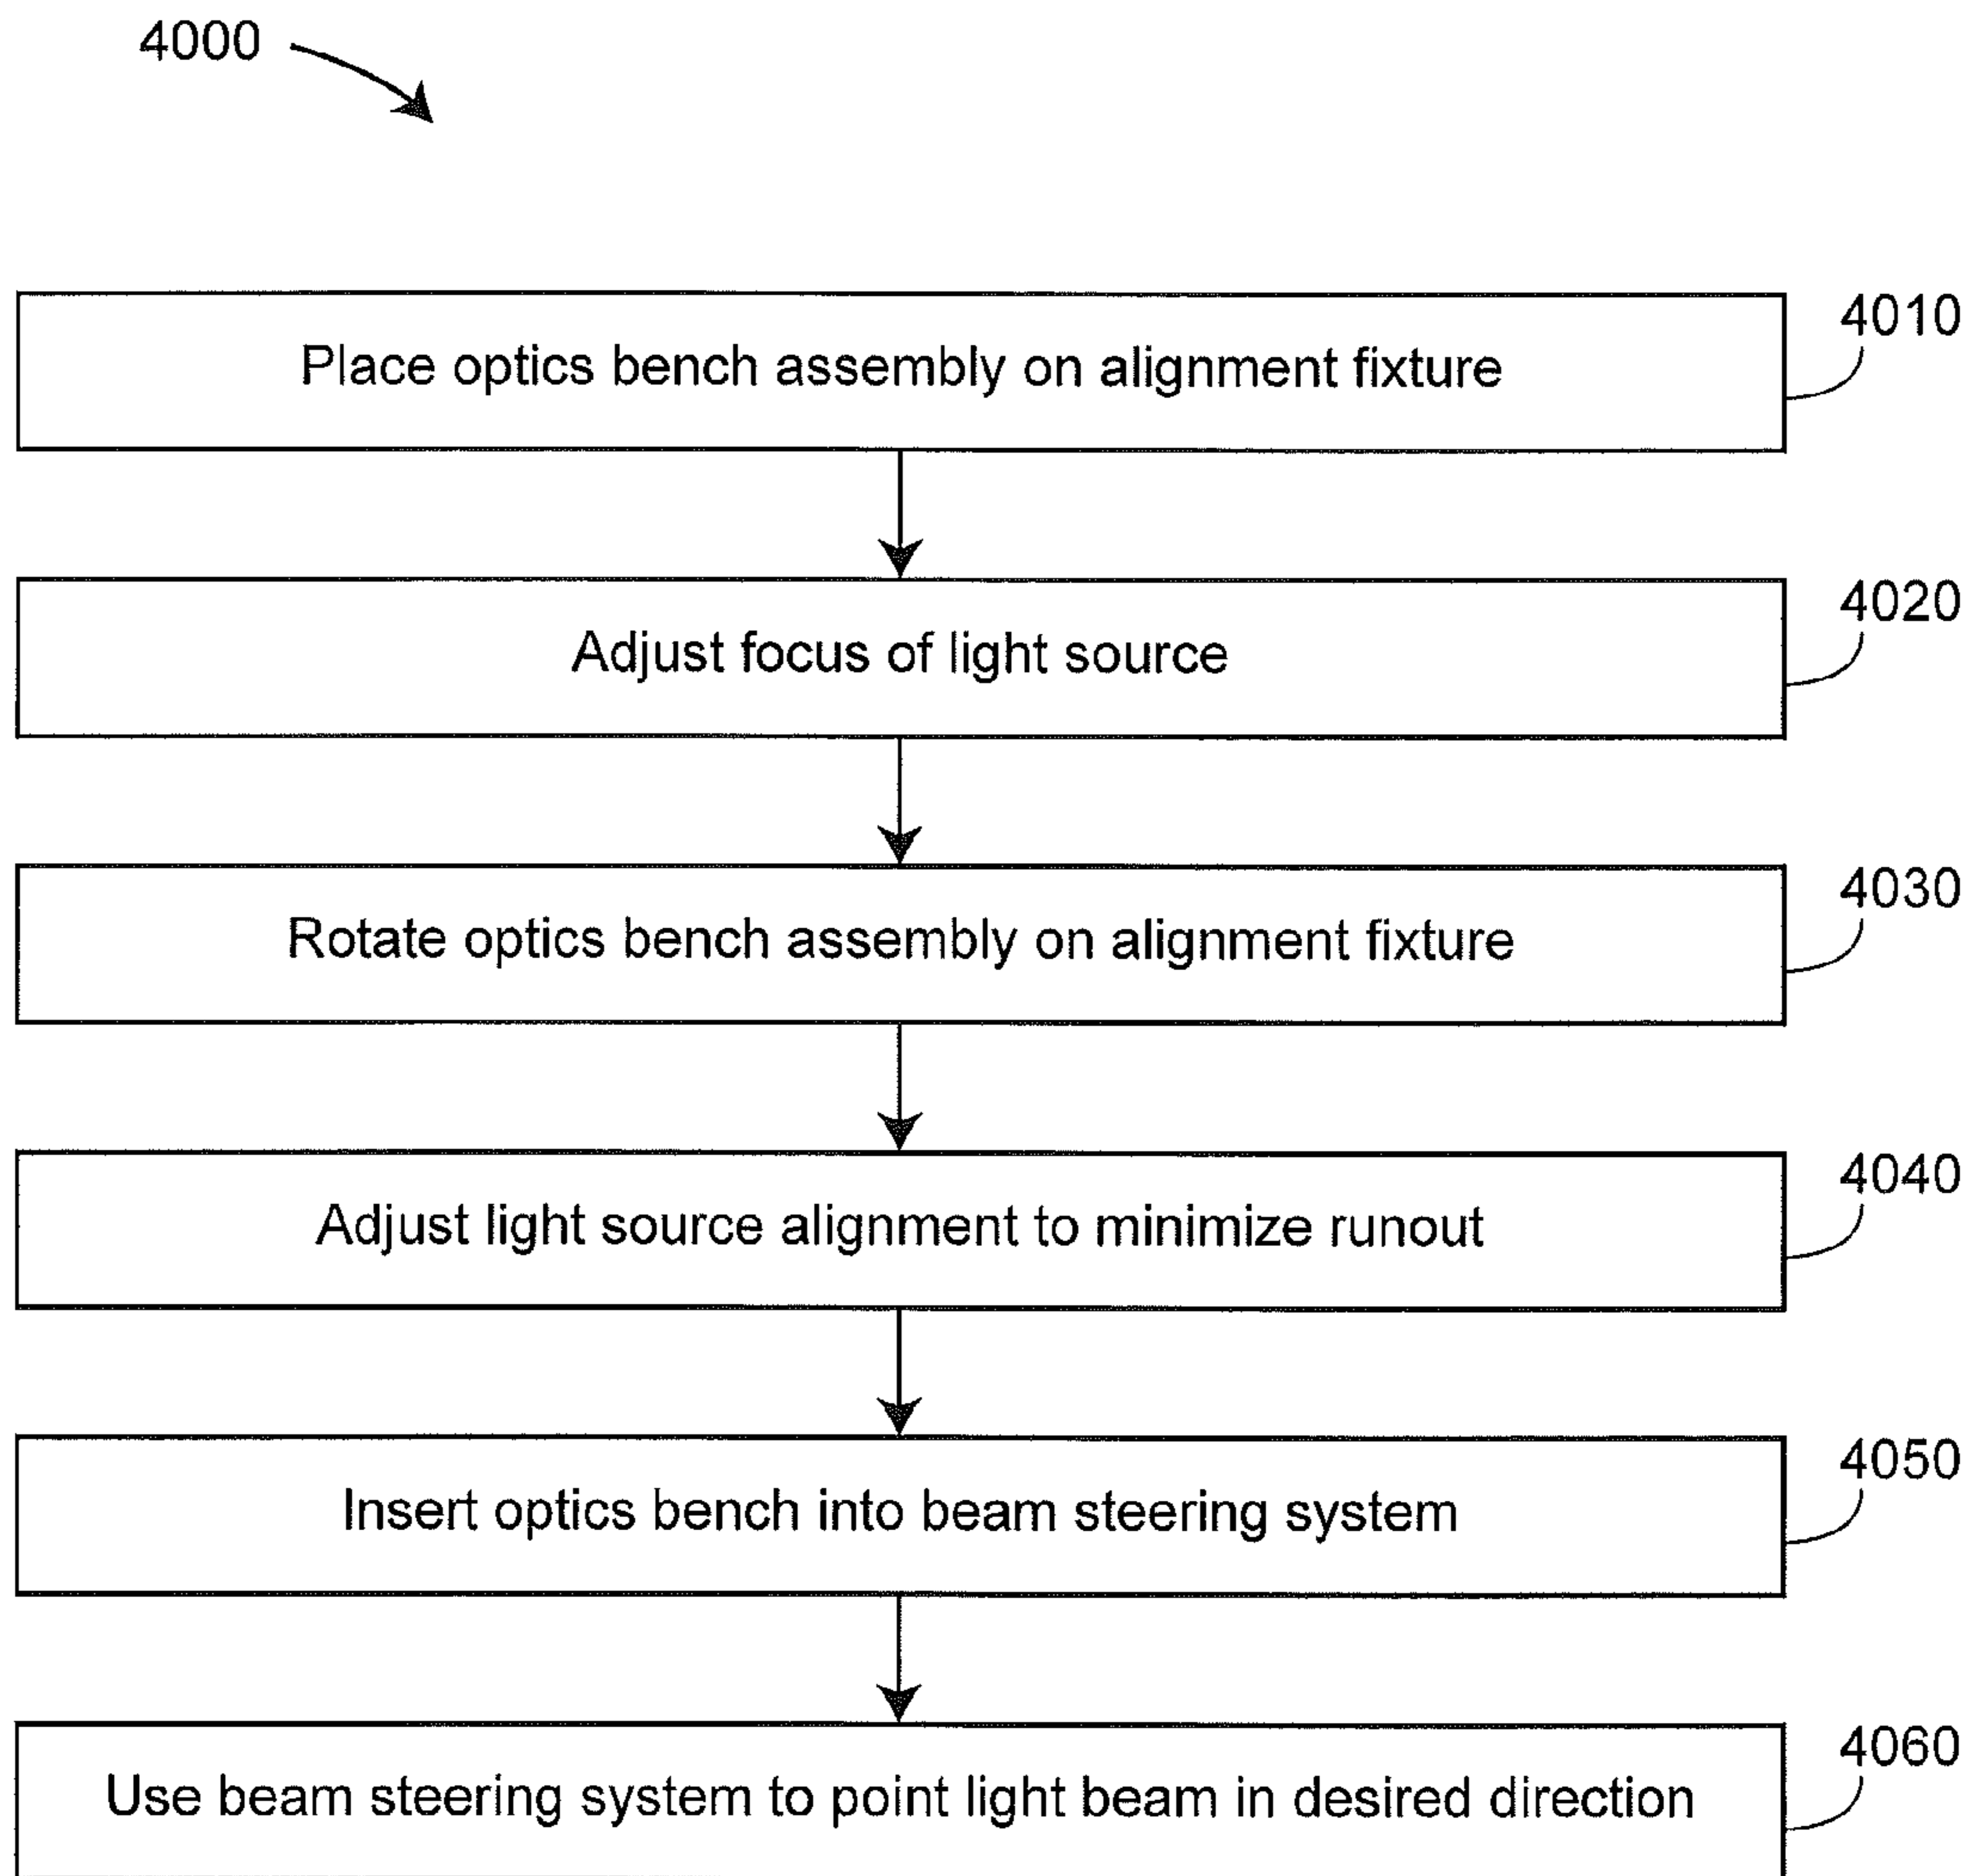 4000
Place optics bench assembly on alignment fixture
4010
Adjust focus of light source
4020
Rotate optics bench assembly on alignment fixture
4030
Adjust light source alignment to minimize runout
4040
Insert optics bench into beam steering system
4050
Use beam steering system to point light beam in desired direction
4060